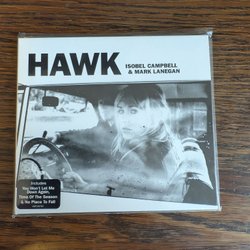 HAWK
ISOBEL CAMPBELL
& MARK LANEGAN
Includes
You Won't Let Me
Down Again,
Time Of The Season
& No Place To Fall